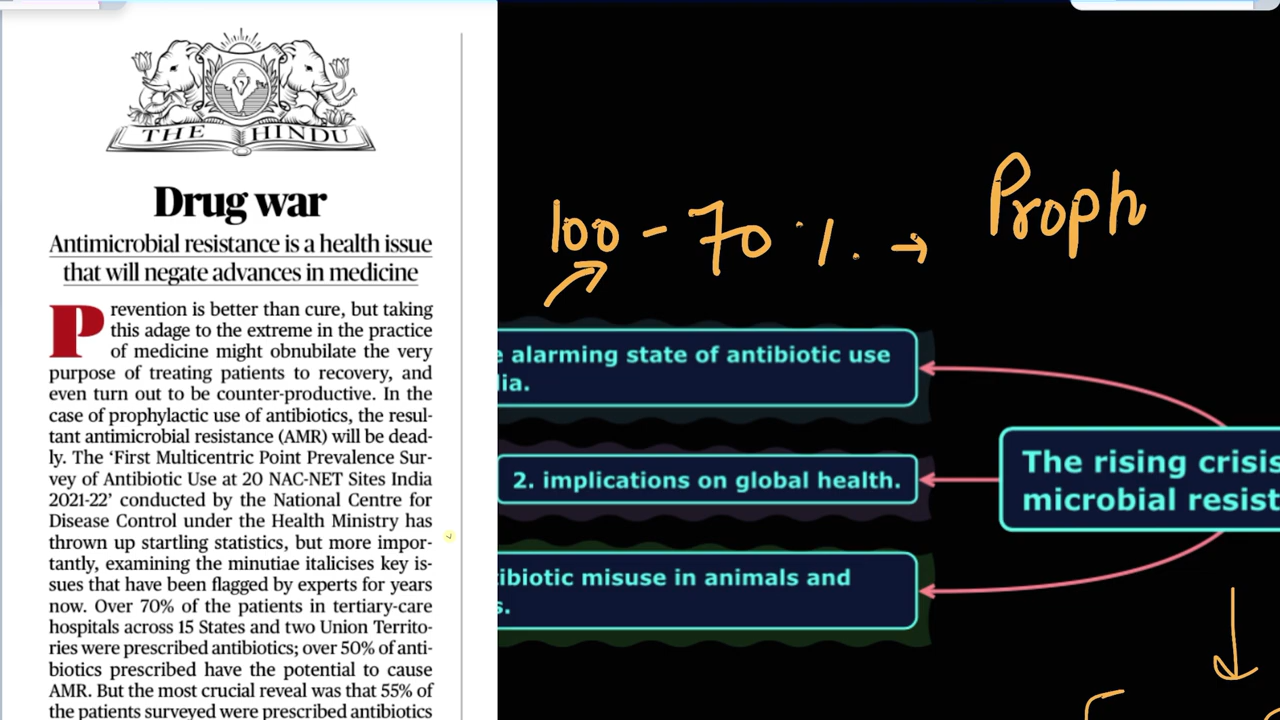 THE HINDU
Drug war
Antimicrobial resistance is a health issue
that will negate advances in medicine
Prevention is better than cure, but taking
this adage to the extreme in the practice
of medicine might obnubilate the very
purpose of treating patients to recovery, and
even turn out to be counter-productive. In the
case of prophylactic use of antibiotics, the resul-
tant antimicrobial resistance (AMR) will be dead-
ly. The ‘First Multicentric Point Prevalence Sur-
vey of Antibiotic Use at 20 NAC-NET Sites India
2021-22’ conducted by the National Centre for
Disease Control under the Health Ministry has
thrown up startling statistics, but more impor-
tantly, examining the minutiae italicises key is-
sues that have been flagged by experts for years
now. Over 70% of the patients in tertiary-care
hospitals across 15 States and two Union Territo-
ries were prescribed antibiotics; over 50% of anti-
biotics prescribed have the potential to cause
AMR. But the most crucial reveal was that 55% of
the patients surveyed were prescribed antibiotics
100 - 70 %. → Proph
alarming state of antibiotic use
2. implications on global health.
misuse in animals and
The rising crisis